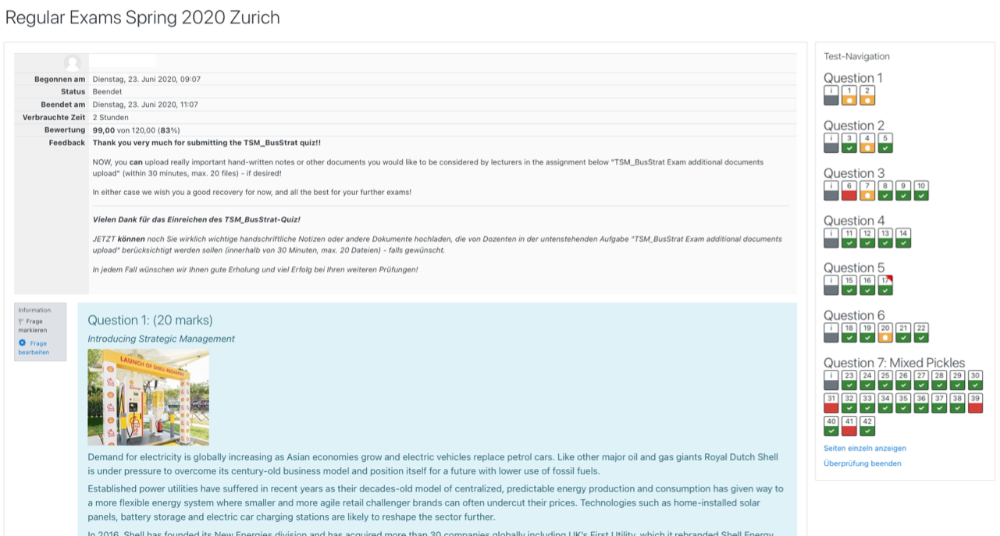 Regular Exams Spring 2020 Zurich
Begonnen am Dienstag, 23. Juni 2020, 09:07
Status Beendet
Beendet am Dienstag, 23. Juni 2020, 11:07
Verbrauchte Zeit 2 Stunden
Bewertung 99,00 von 120,00 (83%)
Feedback Thank you very much for submitting the TSM_BusStrat quiz!!
NOW, you can upload really important hand-written notes or other documents you would like to be considered by lecturers in the assignment below "TSM_BusStrat Exam additional documents
upload" (within 30 minutes, max. 20 files) - if desired!
In either case we wish you a good recovery for now, and all the best for your further exams!
Vielen Dank für das Einreichen des TSM_BusStrat-Quiz!
JETZT können noch Sie wirklich wichtige handschriftliche Notizen oder andere Dokumente hochladen, die von Dozenten in der untenstehenden Aufgabe "TSM_BusStrat Exam additional documents
upload" berücksichtigt werden sollen (innerhalb von 30 Minuten, max. 20 Dateien) - falls gewünscht.
In jedem Fall wünschen wir Ihnen gute Erholung und viel Erfolg bei Ihren weiteren Prüfungen!
Information
Frage
markieren
Frage
bearbeiten
Question 1: (20 marks)
Introducing Strategic Management
LAUNCH OF SHELL RECHARGE
Demand for electricity is globally increasing as Asian economies grow and electric vehicles replace petrol cars. Like other major oil and gas giants Royal Dutch Shell
is under pressure to overcome its century-old business model and position itself for a future with lower use of fossil fuels.
Established power utilities have suffered in recent years as their decades-old model of centralized, predictable energy production and consumption has given way to
a more flexible energy system where smaller and more agile retail challenger brands can often undercut their prices. Technologies such as home-installed solar
panels, battery storage and electric car charging stations are likely to reshape the sector further.
In 2016, Shell has founded its New Energies division and has acquired more than 30 companies globally including UK's First Utility, which it rebranded Shell Energy
Test-Navigation
Question 1
i 1 2
Question 2
i 3 4 5
Question 3
i 6 7 8 9 10
Question 4
i 11 12 13 14
Question 5
i 15 16 17
Question 6
i 18 19 20 21 22
Question 7: Mixed Pickles
i 23 24 25 26 27 28 29 30
31 32 33 34 35 36 37 38 39
40 41 42
Seiten einzeln anzeigen
Überprüfung beenden